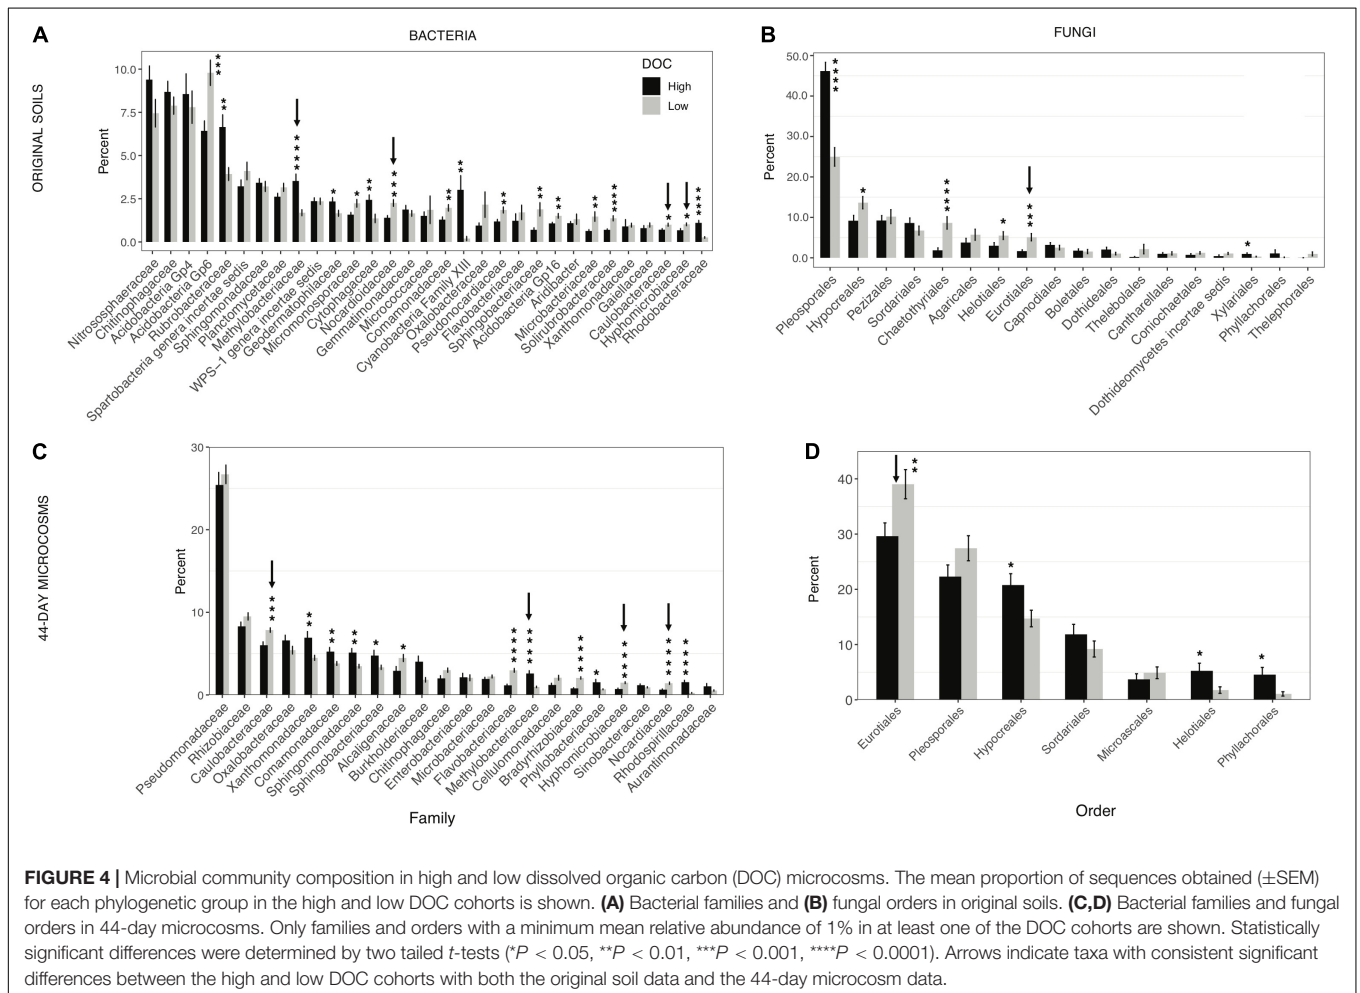 A
BACTERIA
ORIGINAL SOILS
Percent
10.0
7.5
5.0
2.5
0.0
DOC
High
Low
***
**
****
***
*
*
**
**
**
**
**
**
****
*
*
****
Nitrososphaeraceae
Chitinophagaceae
Acidobacteria Gp4
Acidobacteria Gp6
Rubrobacteraceae
Spartobacteria genera incertae sedis
Sphingomonadaceae
Planctomycetaceae
Methylobacteriaceae
WPS-1 genera incertae sedis
Geodermatophilaceae
Micromonosporaceae
Cytophagaceae
Nocardioidaceae
Gemmatimonadaceae
Micrococcaceae
Comamonadaceae
Cyanobacteria Family XIII
Oxalobacteraceae
Pseudonocardiaceae
Flavobacteriaceae
Sphingobacteriaceae
Acidobacteria Gp16
Aridibacter
Microbacteriaceae
Solirubrobacteraceae
Xanthomonadaceae
Gaiellaceae
Caulobacteraceae
Hyphomicrobiaceae
Rhodobacteraceae
B
FUNGI
Percent
50.0
40.0
30.0
20.0
10.0
0.0
****
*
****
*
****
*
Pleosporales
Hypocreales
Pezizales
Sordariales
Chaetothyriales
Agaricales
Helotiales
Eurotiales
Capnodiales
Boletales
Dothideales
Thelebolales
Cantharellales
Coniochaetales
Dothideomycetes incertae sedis
Xylariales
Phyllachorales
Thelephorales
C
44-DAY MICROCOSMS
Percent
30
20
10
0
***
**
**
**
*
*
****
****
****
*
****
****
****
Pseudomonadaceae
Rhizobiaceae
Caulobacteraceae
Oxalobacteraceae
Xanthomonadaceae
Comamonadaceae
Sphingomonadaceae
Sphingobacteriaceae
Alcaligenaceae
Burkholderiaceae
Chitinophagaceae
Enterobacteriaceae
Microbacteriaceae
Flavobacteriaceae
Methylobacteriaceae
Cellulomonadaceae
Bradyrhizobiaceae
Phyllobacteriaceae
Hyphomicrobiaceae
Sinobacteraceae
Nocardiaceae
Rhodospirillaceae
Aurantimonadaceae
Family
D
Percent
40
30
20
10
0
**
*
*
*
Eurotiales
Pleosporales
Hypocreales
Sordariales
Microascales
Helotiales
Phyllachorales
Order
FIGURE 4 | Microbial community composition in high and low dissolved organic carbon (DOC) microcosms. The mean proportion of sequences obtained (±SEM)
for each phylogenetic group in the high and low DOC cohorts is shown. (A) Bacterial families and (B) fungal orders in original soils. (C,D) Bacterial families and fungal
orders in 44-day microcosms. Only families and orders with a minimum mean relative abundance of 1% in at least one of the DOC cohorts are shown. Statistically
significant differences were determined by two tailed t-tests (*P < 0.05, **P < 0.01, ***P < 0.001, ****P < 0.0001). Arrows indicate taxa with consistent significant
differences between the high and low DOC cohorts with both the original soil data and the 44-day microcosm data.